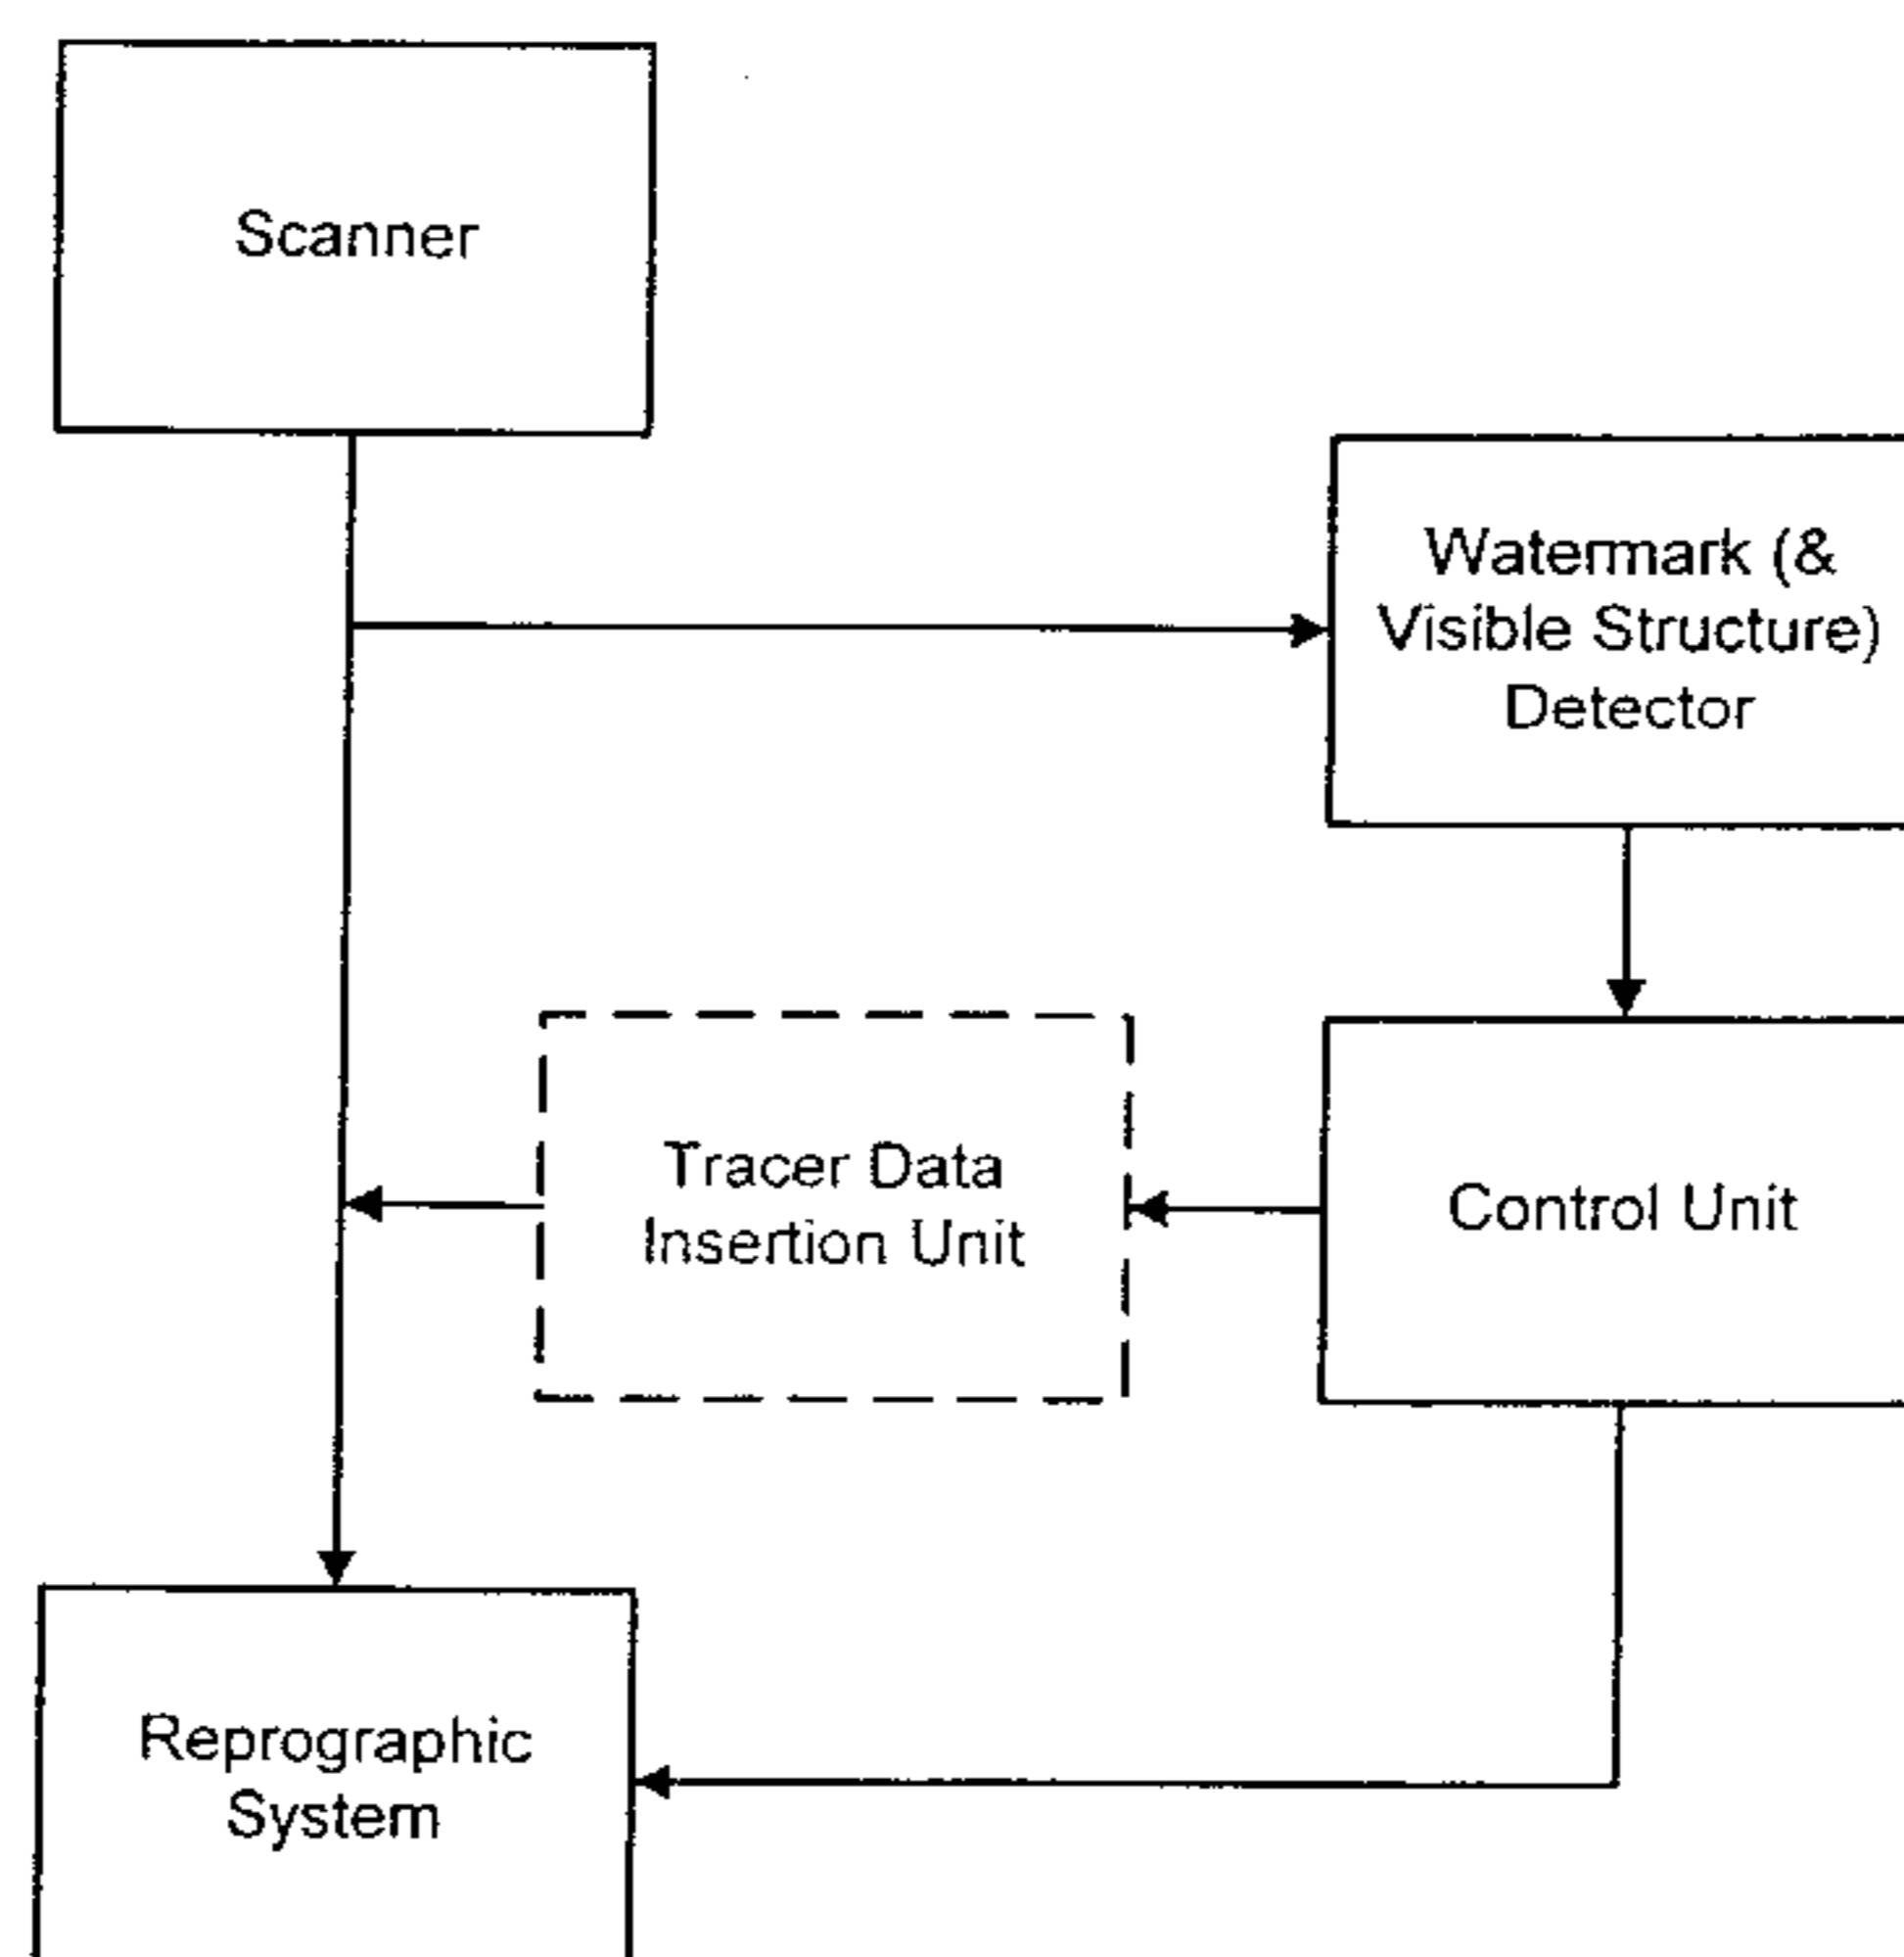 Scanner
Watermark (&
Visible Structure)
Detector
Tracer Data
Insertion Unit
Control Unit
Reprographic
System